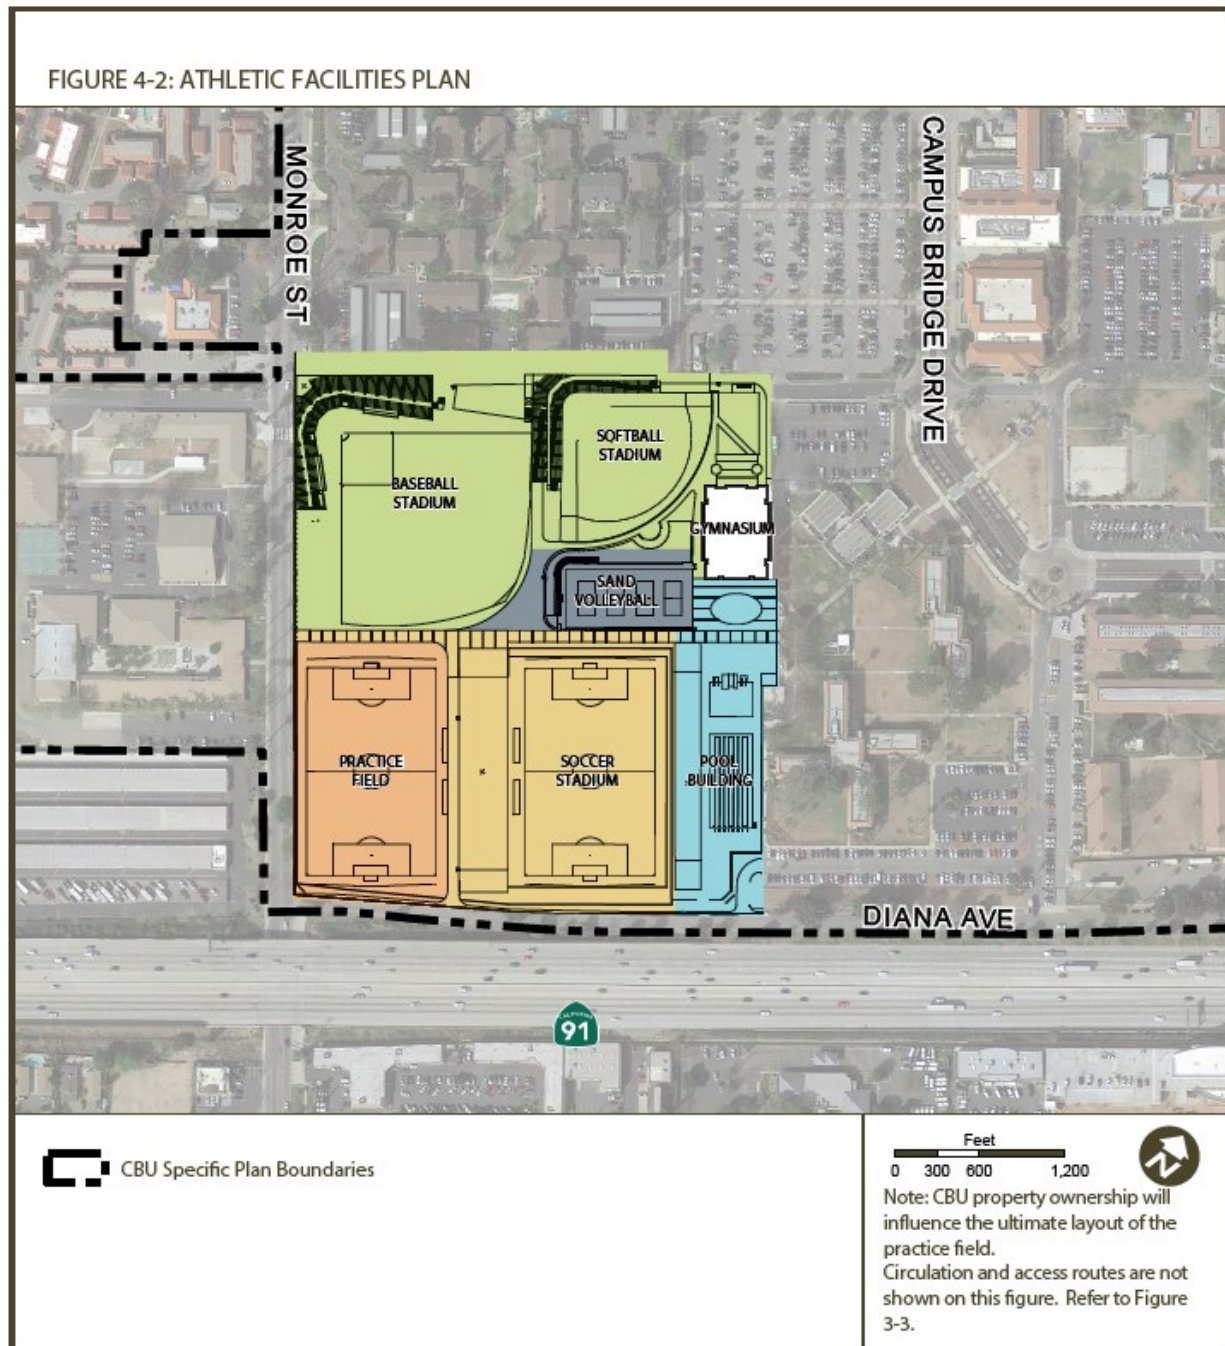 FIGURE 4-2: ATHLETIC FACILITIES PLAN
MONROE ST
CAMPUS BRIDGE DRIVE
SOFTBALL
STADIUM
BASEBALL
STADIUM
GYMNASIUM
SAND
VOLLEYBALL
PRACTICE
FIELD
SOCCER
STADIUM
POOL
BUILDING
DIANA AVE
CALIFORNIA
91
CBU Specific Plan Boundaries
Feet
0 300 600 1,200
N
Note: CBU property ownership will
influence the ultimate layout of the
practice field.
Circulation and access routes are not
shown on this figure. Refer to Figure
3-3.